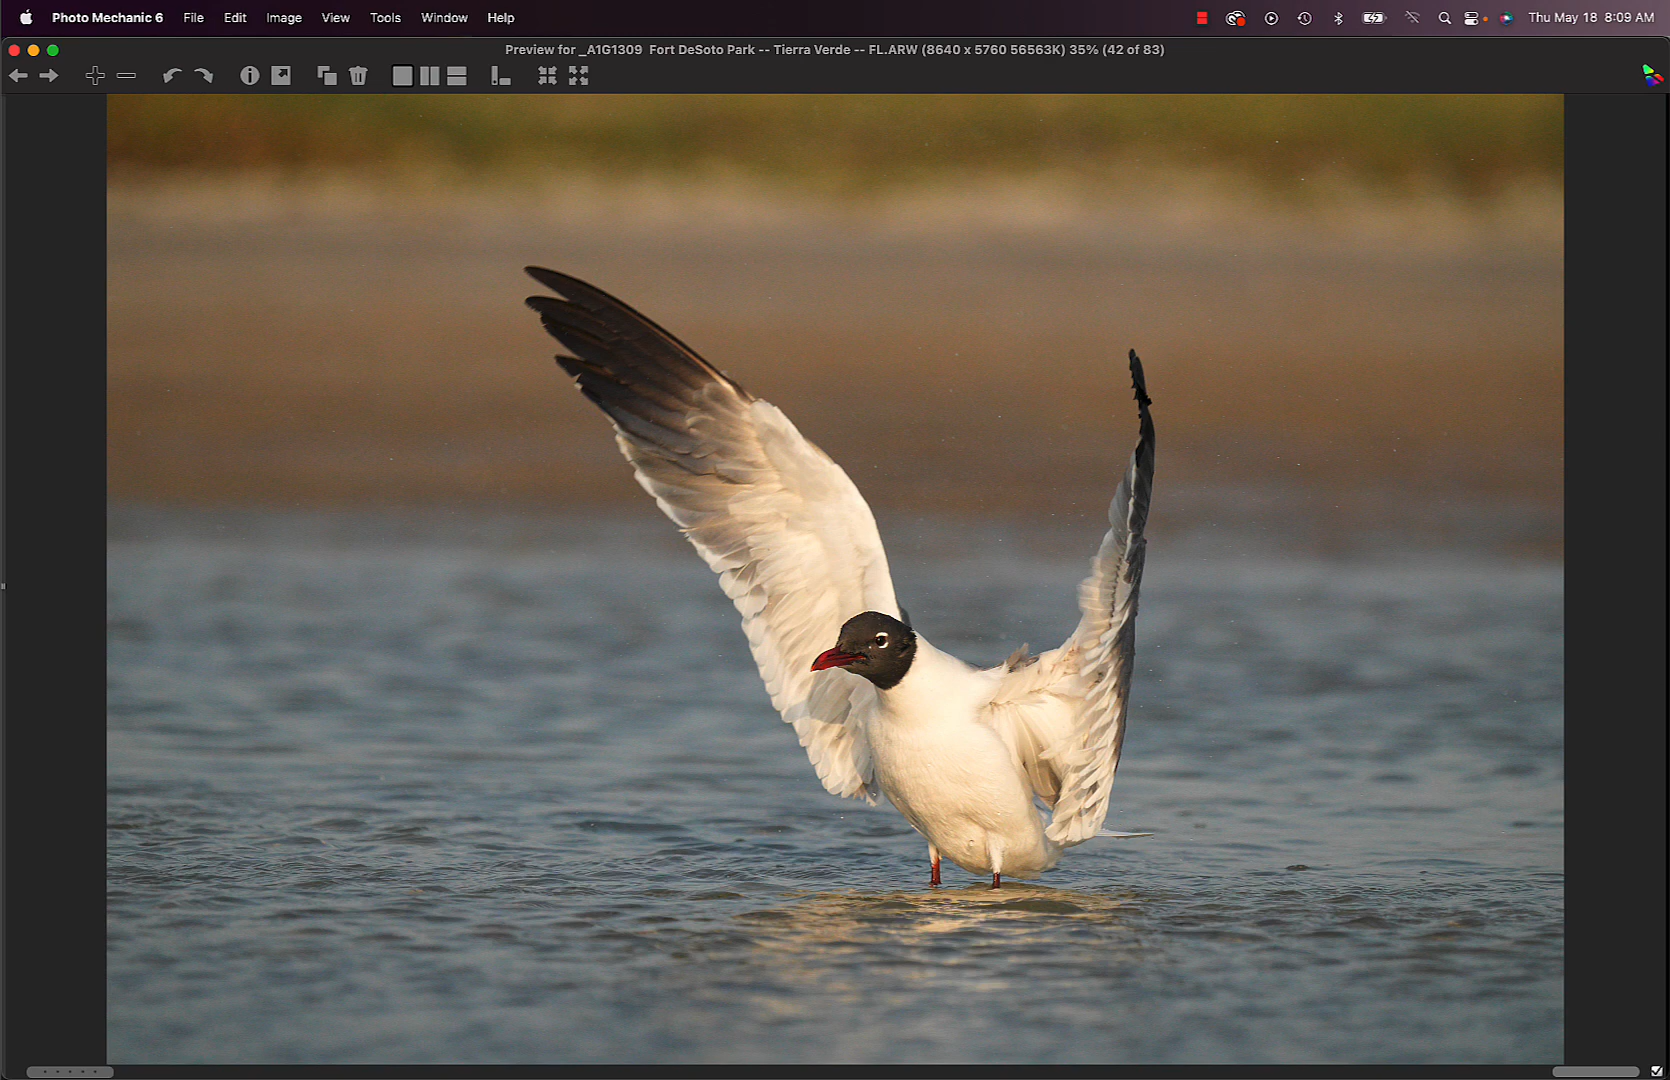 Photo Mechanic 6 File Edit Image View Tools Window Help Thu May 18 8:09 AM
Preview for _A1G1309 Fort DeSoto Park -- Tierra Verde -- FL.ARW (8640 x 5760 56563K) 35% (42 of 83)